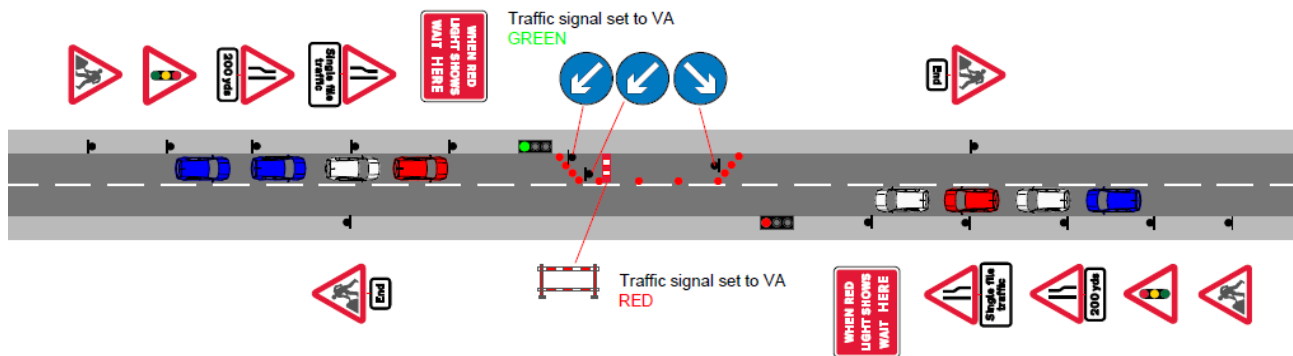 200 yds
Single file
traffic
WHEN RED
LIGHT SHOWS
WAIT HERE
Traffic signal set to VA
GREEN
End
End
Traffic signal set to VA
RED
WHEN RED
LIGHT SHOWS
WAIT HERE
Single file
traffic
200 yds